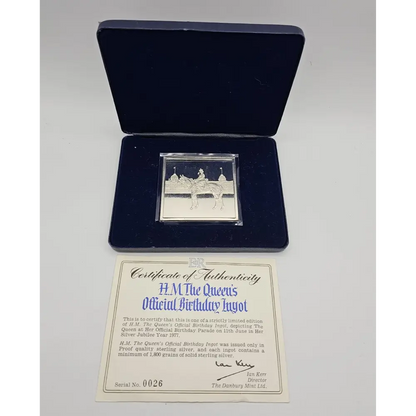 Certificate of Authenticity
H.M. The Queen's
Official Birthday Ingot
This is to certify that this ingot is of a strictly limited edition
of H.M. The Queen's Official Birthday Ingot, depicting The
Queen at Her Official Birthday Parade on 11th June in Her
Silver Jubilee Year 1977.
H.M. The Queen's Official Birthday Ingot was issued only in
Proof quality sterling silver, and each ingot contains a
minimum of 1,000 grains of solid sterling silver.
Ian Kerr
Ian Kerr
Director
The Danbury Mint Ltd.
Serial No. 0026